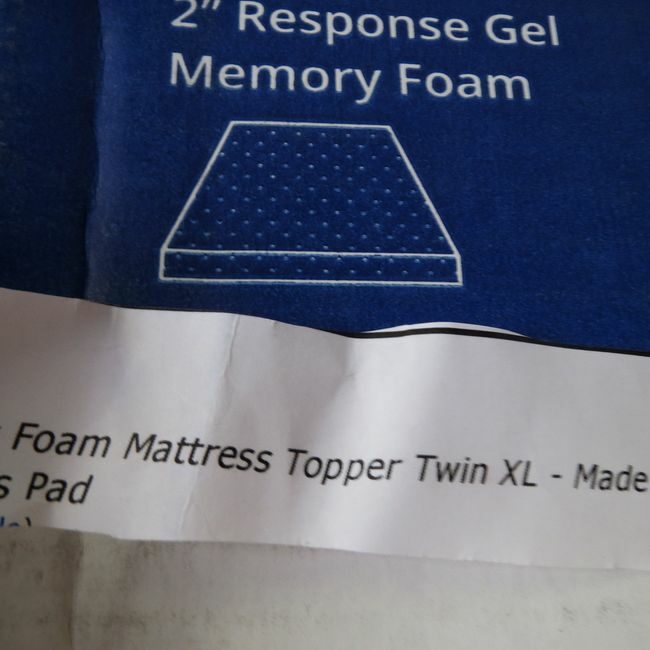 2" Response Gel
Memory Foam
Foam Mattress Topper Twin XL - Made
s Pad